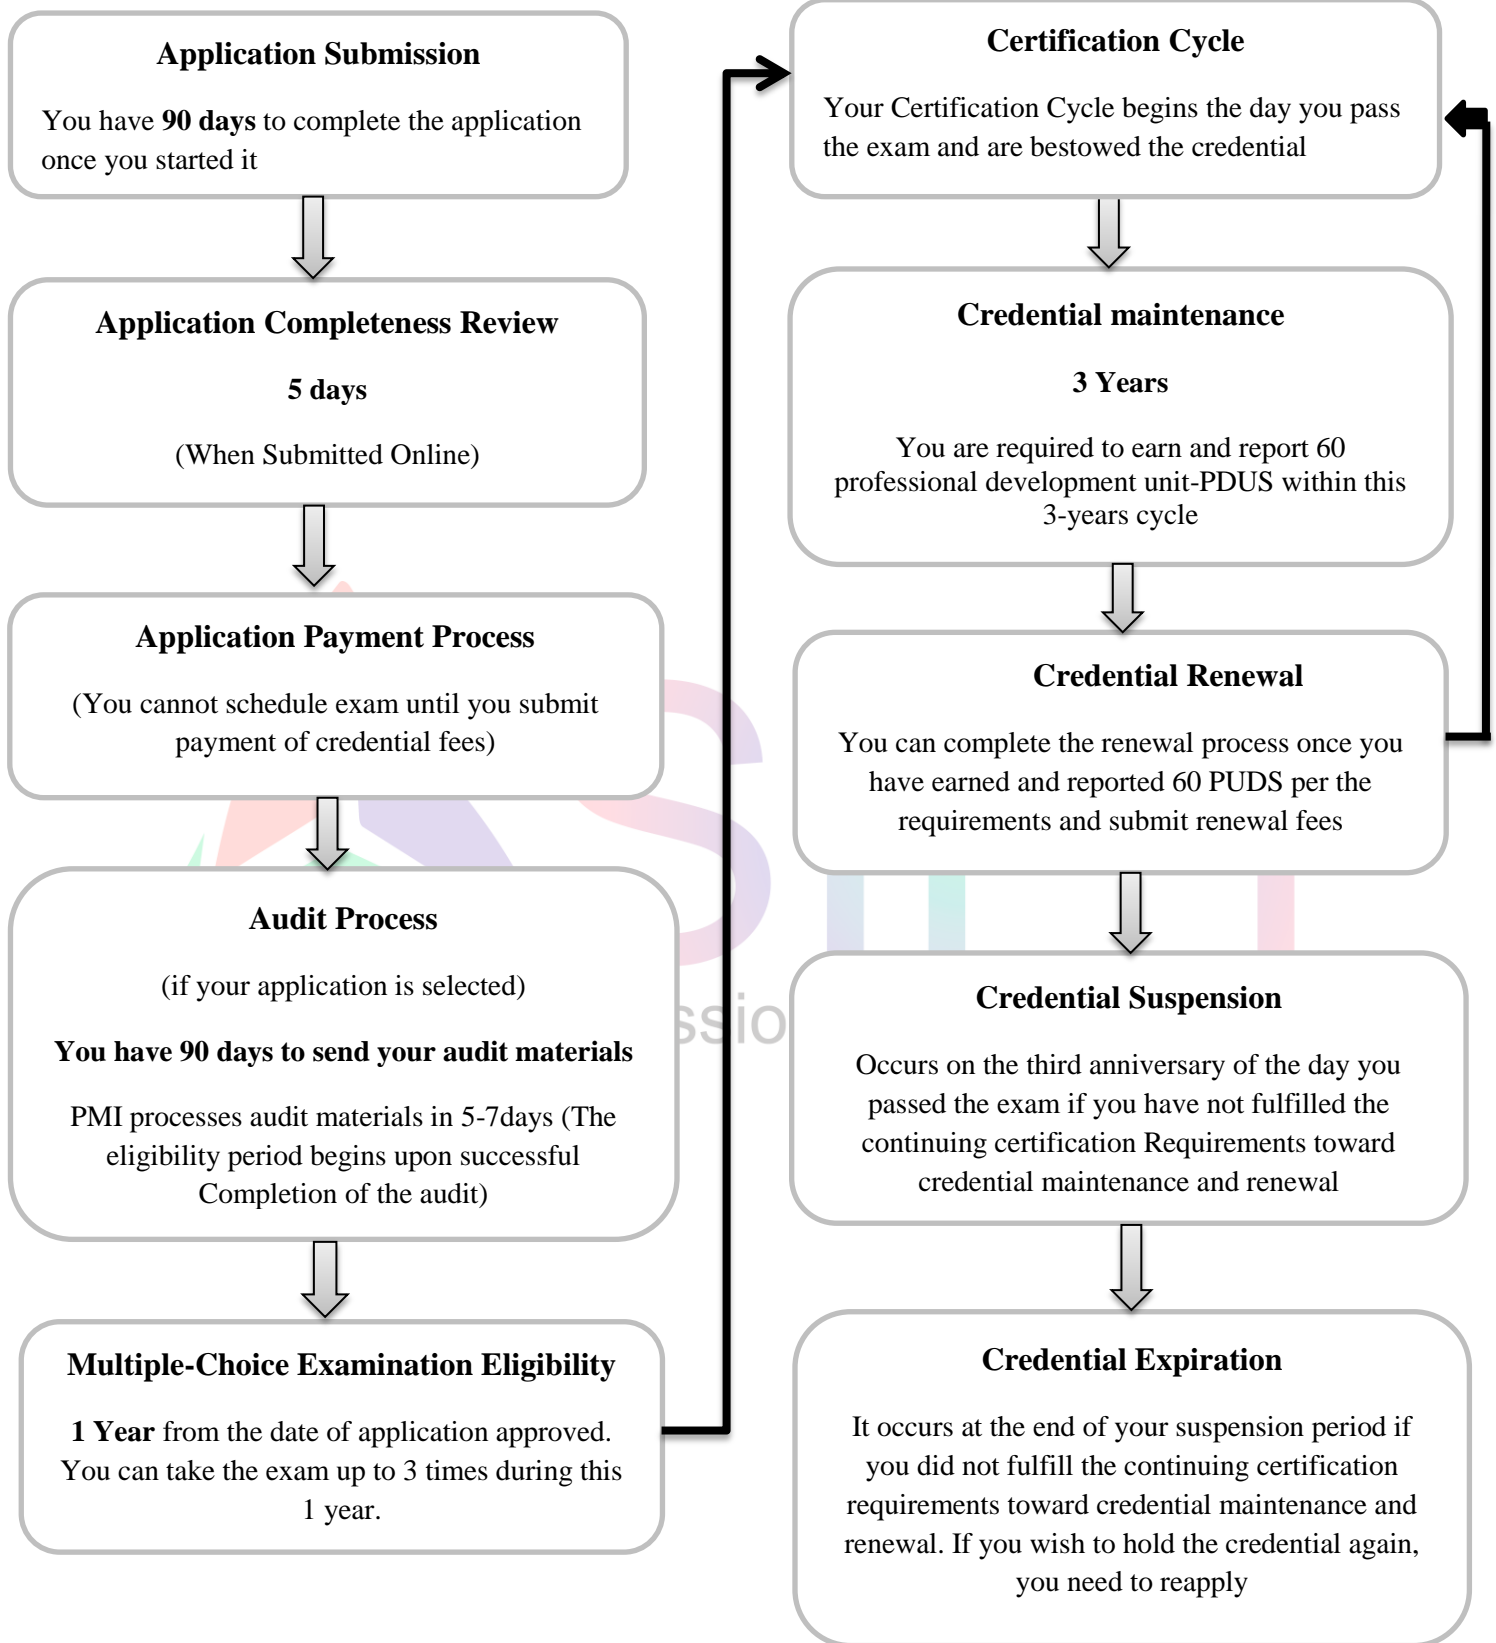 Application Submission
You have 90 days to complete the application
once you started it
Application Completeness Review
5 days
(When Submitted Online)
Application Payment Process
(You cannot schedule exam until you submit
payment of credential fees)
Audit Process
(if your application is selected)
You have 90 days to send your audit materials
PMI processes audit materials in 5-7days (The
eligibility period begins upon successful
Completion of the audit)
Multiple-Choice Examination Eligibility
1 Year from the date of application approved.
You can take the exam up to 3 times during this
1 year.
Certification Cycle
Your Certification Cycle begins the day you pass
the exam and are bestowed the credential
Credential maintenance
3 Years
You are required to earn and report 60
professional development unit-PDUS within this
3-years cycle
Credential Renewal
You can complete the renewal process once you
have earned and reported 60 PUDS per the
requirements and submit renewal fees
Credential Suspension
Occurs on the third anniversary of the day you
passed the exam if you have not fulfilled the
continuing certification Requirements toward
credential maintenance and renewal
Credential Expiration
It occurs at the end of your suspension period if
you did not fulfill the continuing certification
requirements toward credential maintenance and
renewal. If you wish to hold the credential again,
you need to reapply